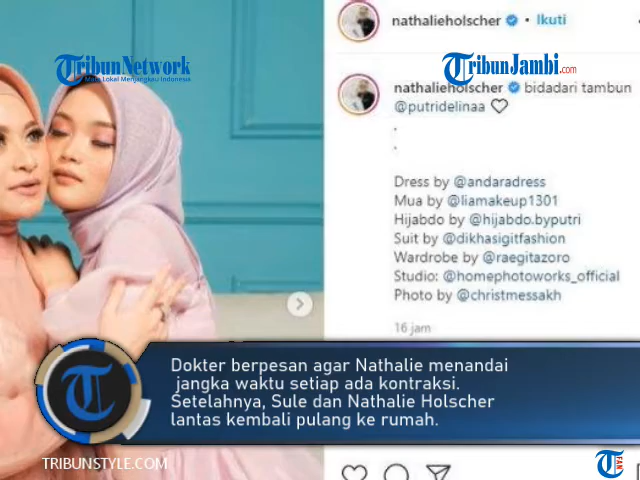 nathalieholscher • Ikuti
TribunNetwork
Mata Lokal Menjangkau Indonesia
TribunJambi.com
nathalieholscher bidadari tambun
@putridelinaa
.
.
Dress by @andaradress
Mua by @liamakeup1301
Hijabdo by @hijabdo.byputri
Suit by @dikhasigitfashion
Wardrobe by @raegitazoro
Studio: @homephotoworks_official
Photo by @christmessakh
16 jam
Dokter berpesan agar Nathalie menandai
jangka waktu setiap ada kontraksi.
Setelahnya, Sule dan Nathalie Holscher
lantas kembali pulang ke rumah.
T
TRIBUNSTYLE.COM
T FAN